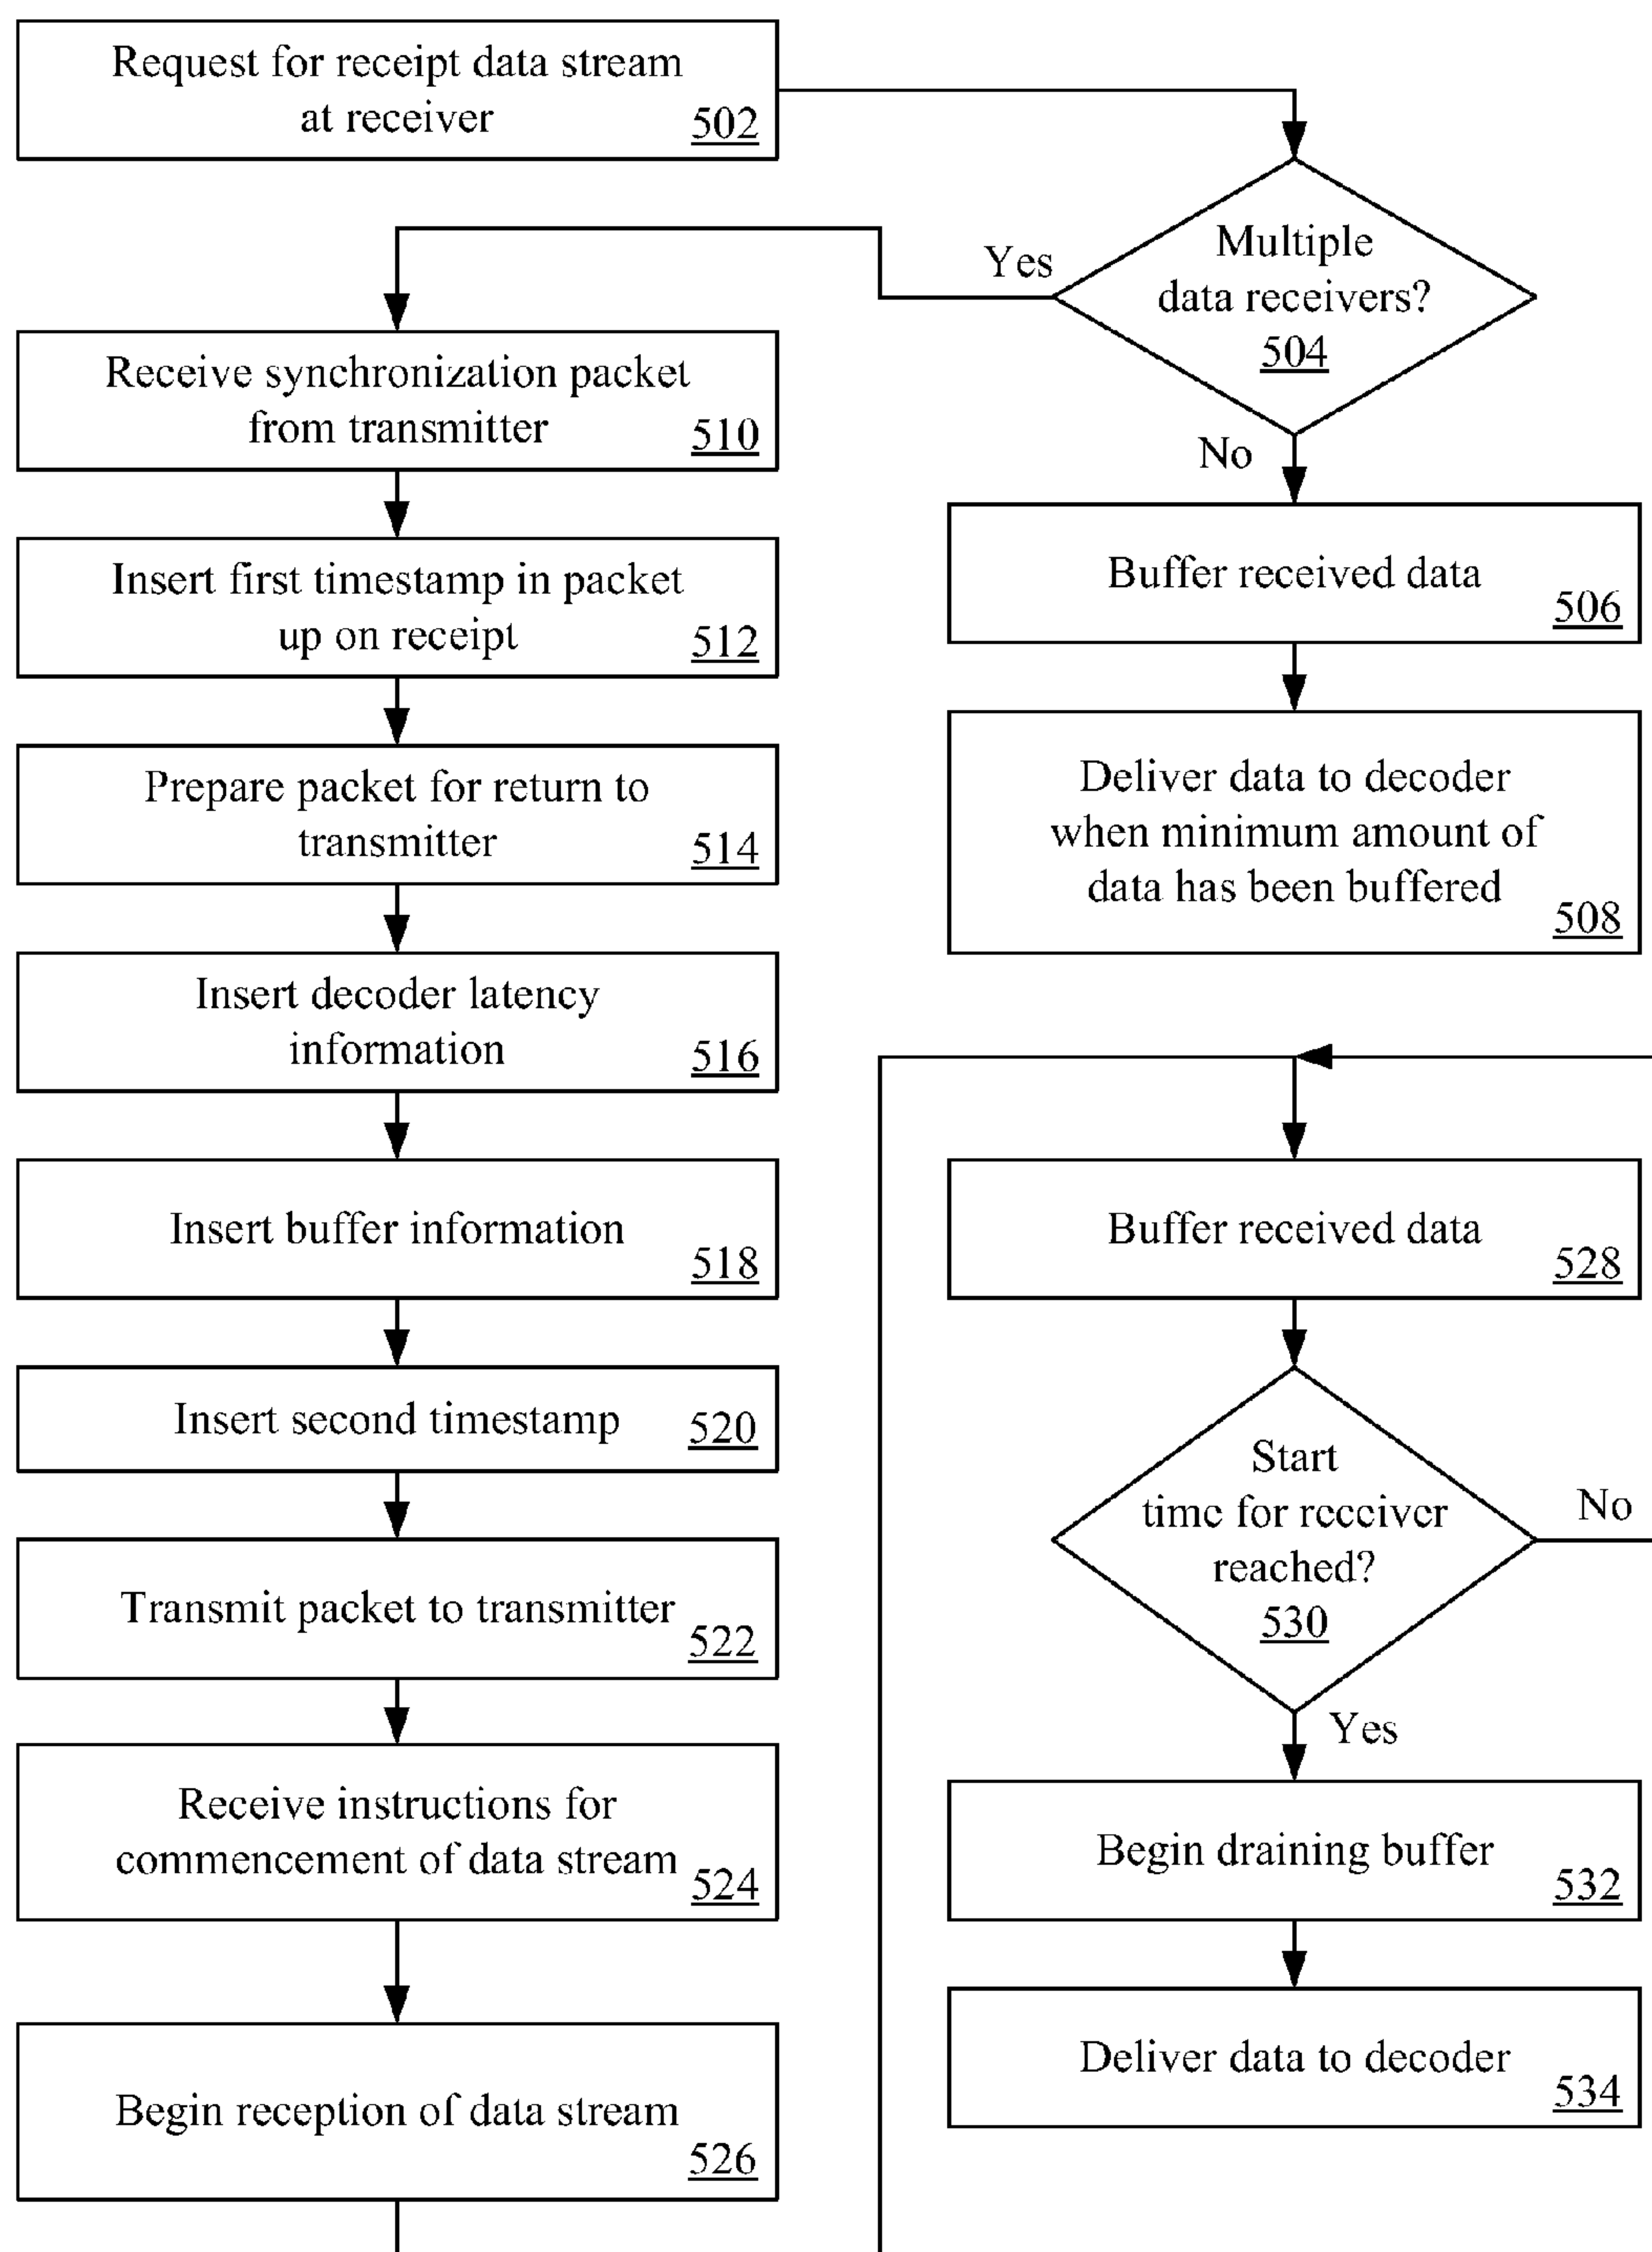 Request for receipt data stream
at receiver
502
Multiple
data receivers?
504
Yes
No
Receive synchronization packet
from transmitter
510
Insert first timestamp in packet
up on receipt
512
Prepare packet for return to
transmitter
514
Insert decoder latency
information
516
Insert buffer information
518
Insert second timestamp
520
Transmit packet to transmitter
522
Receive instructions for
commencement of data stream
524
Begin reception of data stream
526
Buffer received data
506
Deliver data to decoder
when minimum amount of
data has been buffered
508
Buffer received data
528
Start
time for receiver
reached?
530
No
Yes
Begin draining buffer
532
Deliver data to decoder
534